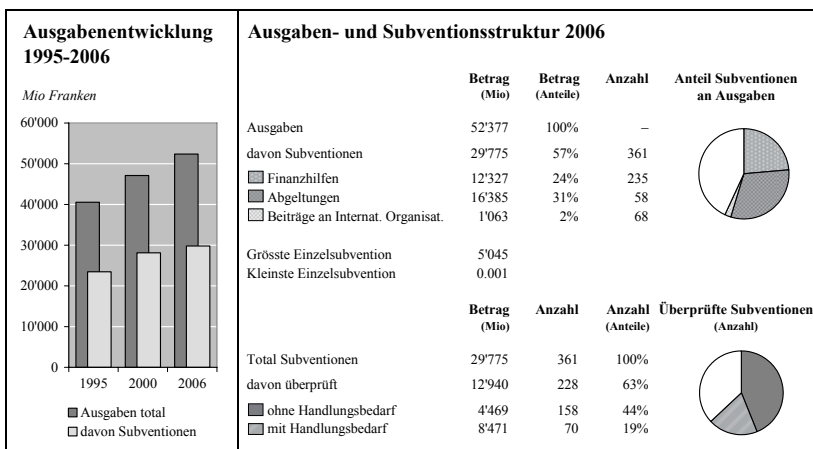 Ausgabenentwicklung
1995-2006
Mio Franken
60'000
50'000
40'000
30'000
20'000
10'000
0
1995 2000 2006
Ausgaben total
davon Subventionen
Ausgaben- und Subventionsstruktur 2006
Betrag Betrag Anzahl Anteil Subventionen
(Mio) (Anteile) an Ausgaben
Ausgaben 52'377 100% –
davon Subventionen 29'775 57% 361
Finanzhilfen 12'327 24% 235
Abgeltungen 16'385 31% 58
Beiträge an Internat. Organisat. 1'063 2% 68
Grösste Einzelsubvention 5'045
Kleinste Einzelsubvention 0.001
Betrag Anzahl Anzahl Überprüfte Subventionen
(Mio) (Anteile) (Anzahl)
Total Subventionen 29'775 361 100%
davon überprüft 12'940 228 63%
ohne Handlungsbedarf 4'469 158 44%
mit Handlungsbedarf 8'471 70 19%